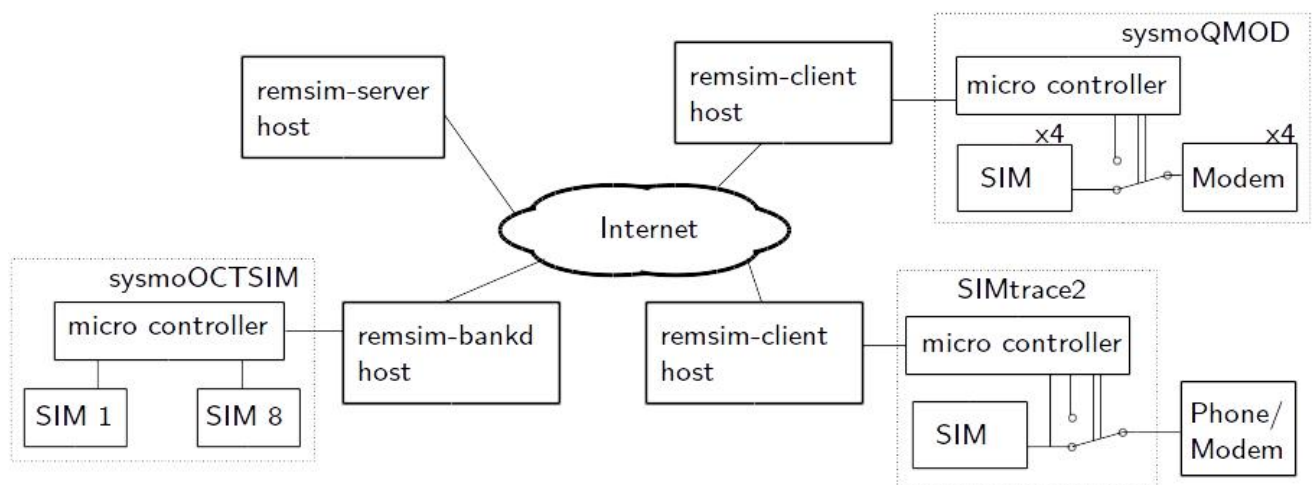 remsim-server
host
remsim-client
host
sysmoQMOD
micro controller
x4
SIM
x4
Modem
Internet
sysmoOCTSIM
micro controller
SIM 1
SIM 8
remsim-bankd
host
remsim-client
host
SIMtrace2
micro controller
SIM
Phone/
Modem